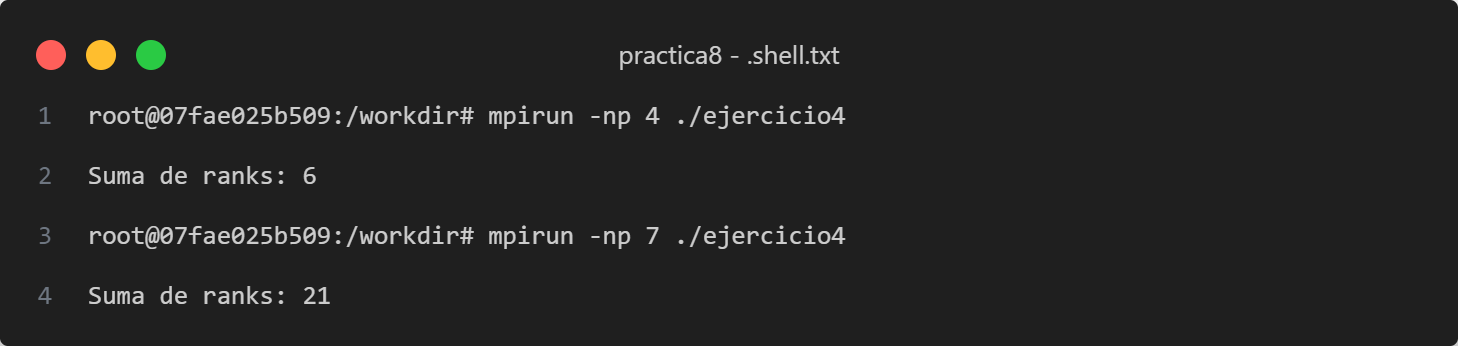 practica8 - .shell.txt
1 root@07fae025b509:/workdir# mpirun -np 4 ./ejercicio4
2 Suma de ranks: 6
3 root@07fae025b509:/workdir# mpirun -np 7 ./ejercicio4
4 Suma de ranks: 21